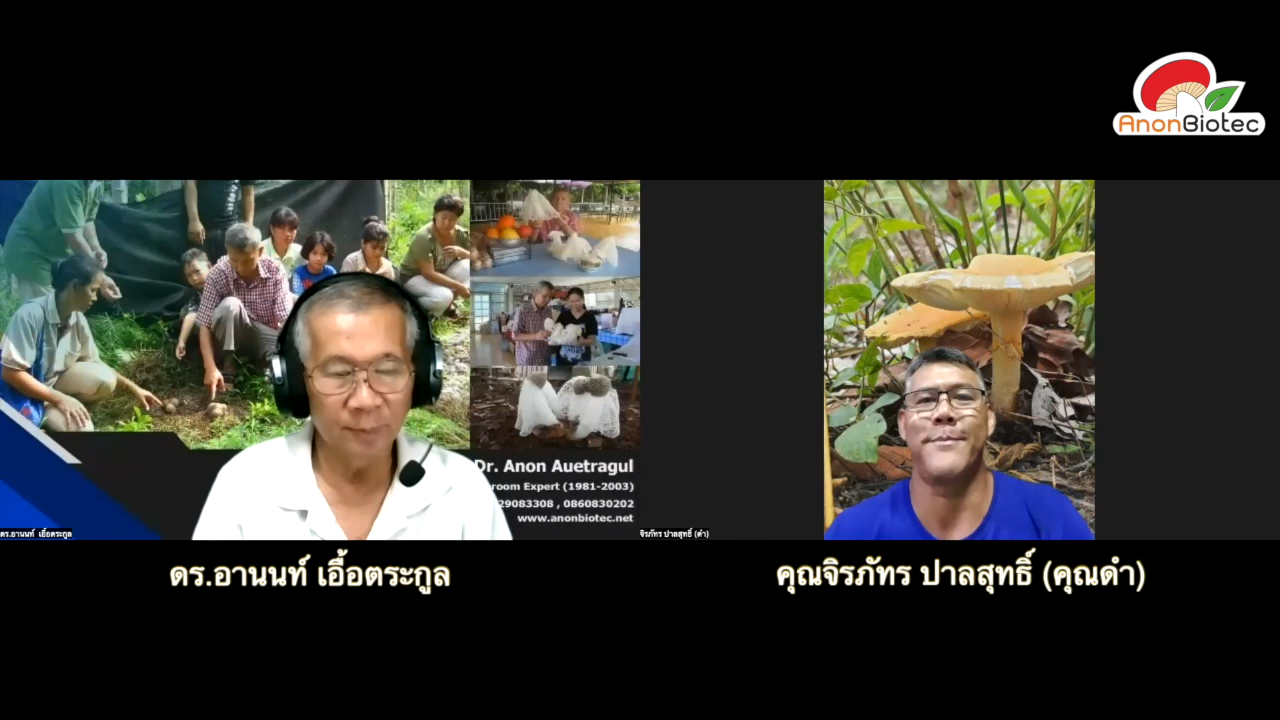 AnonBiotec
Dr. Anon Auetragul
room Expert (1981-2003)
29083308 , 0860830202
www.anonbiotec.net
ดร.อานนท์ เอื้อตระกูล
จิรภัทร ปาลสุทธิ์ (ดำ)
ดร.อานนท์ เอื้อตระกูล
คุณจิรภัทร ปาลสุทธิ์ (คุณดำ)